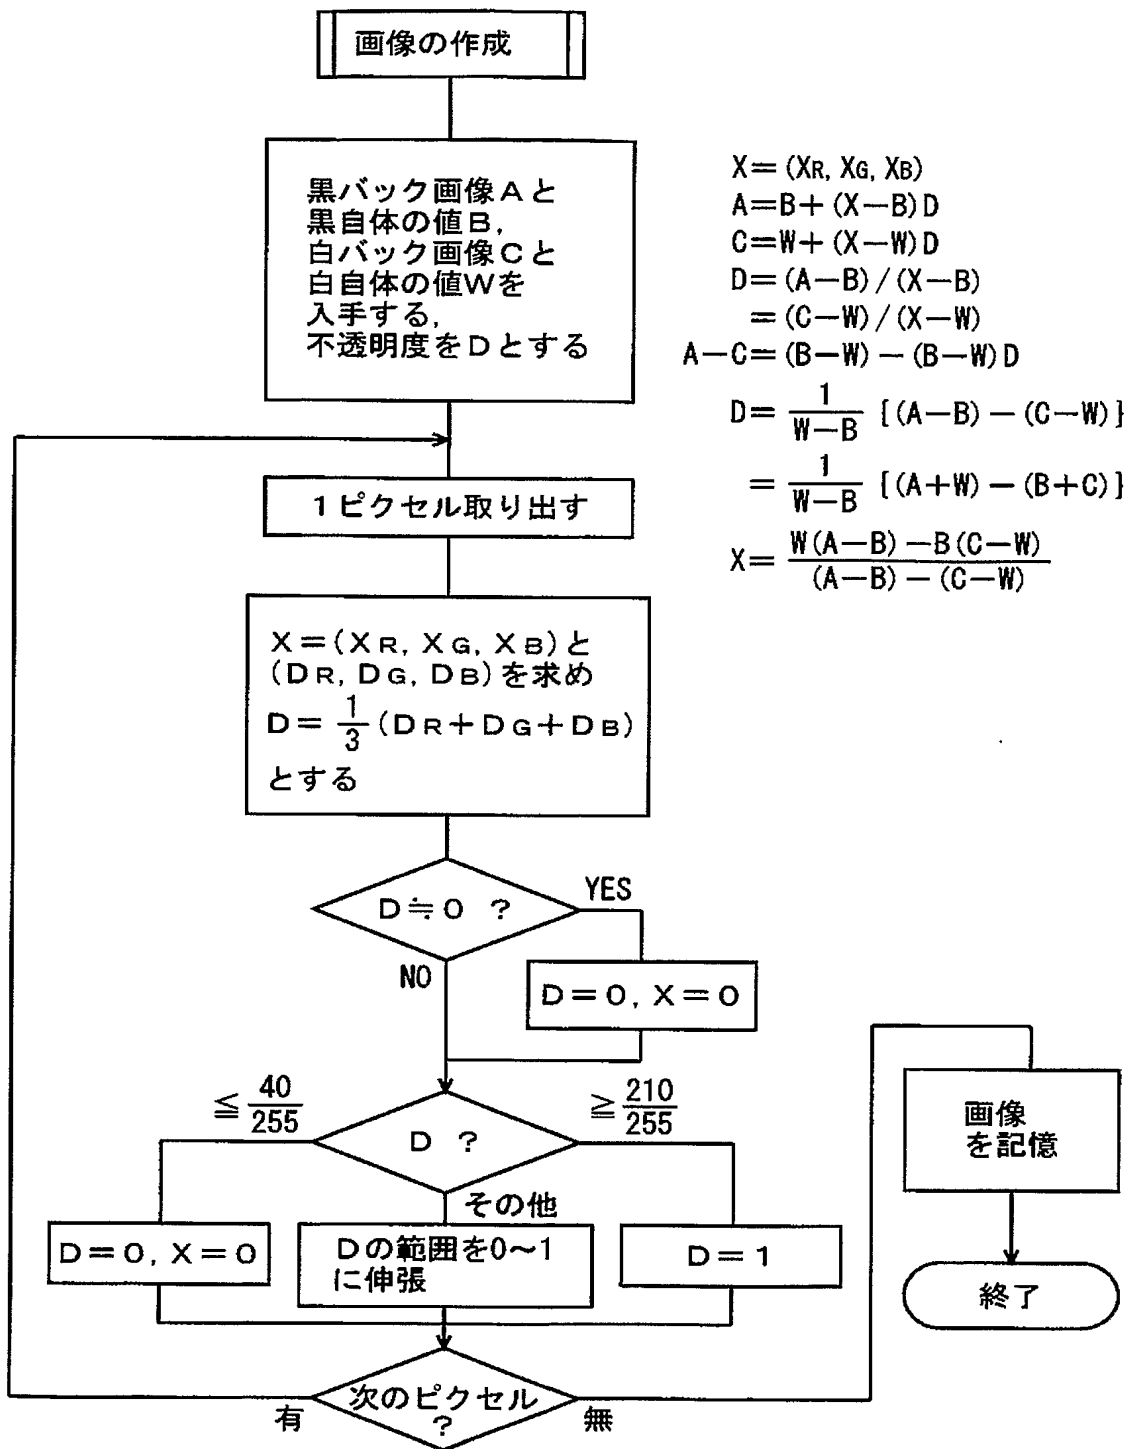 画像の作成
黒バック画像Aと
黒自体の値B,
白バック画像Cと
白自体の値Wを
入手する,
不透明度をDとする
X=(XR, XG, XB)
A=B+(X-B)D
C=W+(X-W)D
D=(A-B)/(X-B)
=(C-W)/(X-W)
A-C=(B-W)-(B-W)D
D= 1/(W-B) {(A-B)-(C-W)}
= 1/(W-B) {(A+W)-(B+C)}
X= W(A-B)-B(C-W) / (A-B)-(C-W)
1ピクセル取り出す
X=(XR, XG, XB)と
(DR, DG, DB)を求め
D= 1/3 (DR+DG+DB)
とする
D≒0 ?
YES
NO
D=0, X=0
≦ 40/255
D ?
≧ 210/255
その他
D=0, X=0
Dの範囲を0~1
に伸張
D=1
次のピクセル
?
有
無
画像
を記憶
終了